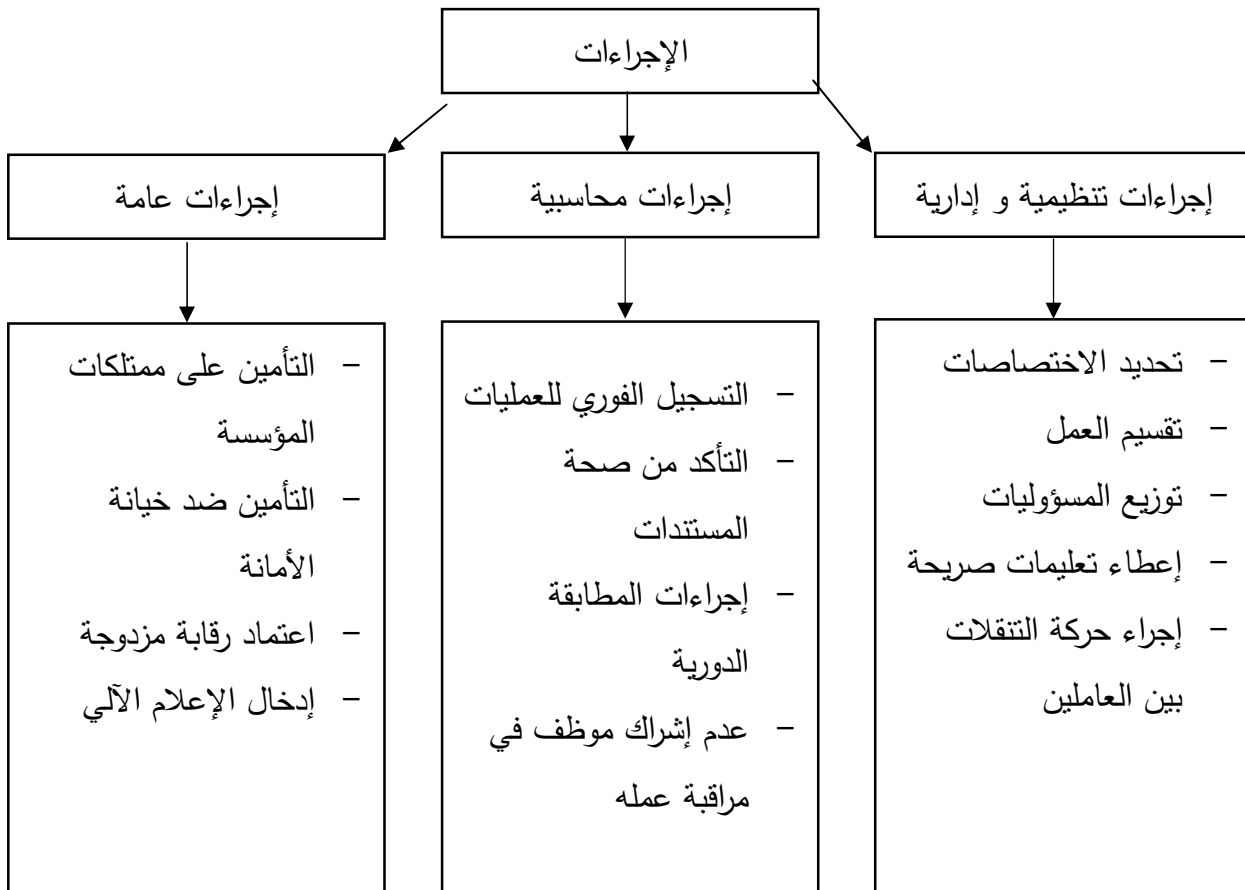 الإجراءات
إجراءات تنظيمية و إدارية
إجراءات محاسبية
إجراءات عامة
- تحديد الاختصاصات
- تقسيم العمل
- توزيع المسؤوليات
- إعطاء تعليمات صريحة
- إجراء حركة التنقلات
بين العاملين
- التسجيل الفوري للعمليات
- التأكد من صحة
المستندات
- إجراءات المطابقة
الدورية
- عدم إشراك موظف في
مراقبة عمله
- التأمين على ممتلكات
المؤسسة
- التأمين ضد خيانة
الأمانة
- اعتماد رقابة مزدوجة
- إدخال الإعلام الآلي